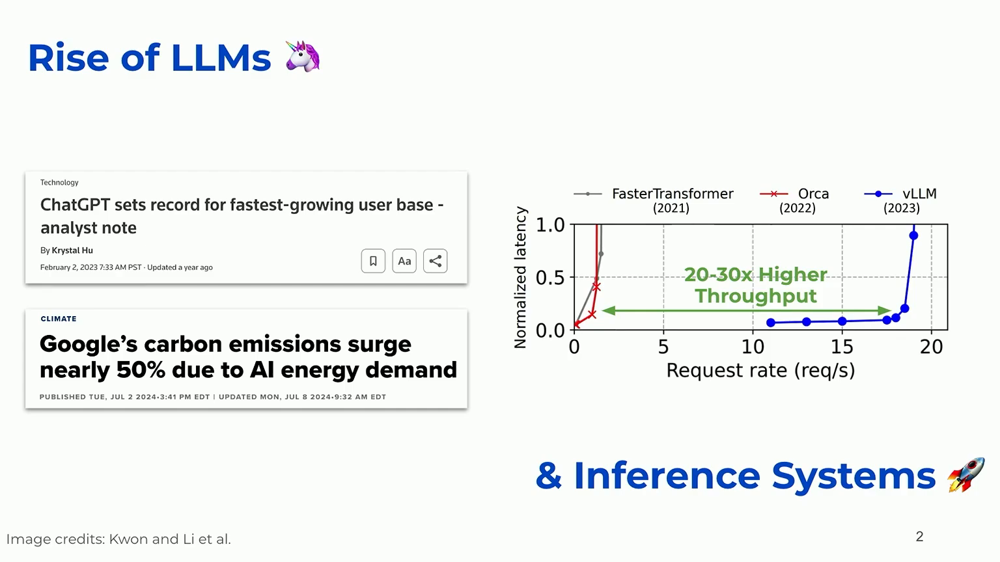 Rise of LLMs
Technology
ChatGPT sets record for fastest-growing user base -
analyst note
By Krystal Hu
February 2, 2023 7:33 AM PST · Updated a year ago
Aa
CLIMATE
Google’s carbon emissions surge
nearly 50% due to AI energy demand
PUBLISHED TUE, JUL 2 2024•3:41 PM EDT | UPDATED MON, JUL 8 2024•9:32 AM EDT
FasterTransformer
(2021)
Orca
(2022)
vLLM
(2023)
Normalized latency
1.0
0.5
0.0
20-30x Higher
Throughput
0 5 10 15 20
Request rate (req/s)
& Inference Systems
Image credits: Kwon and Li et al.
2